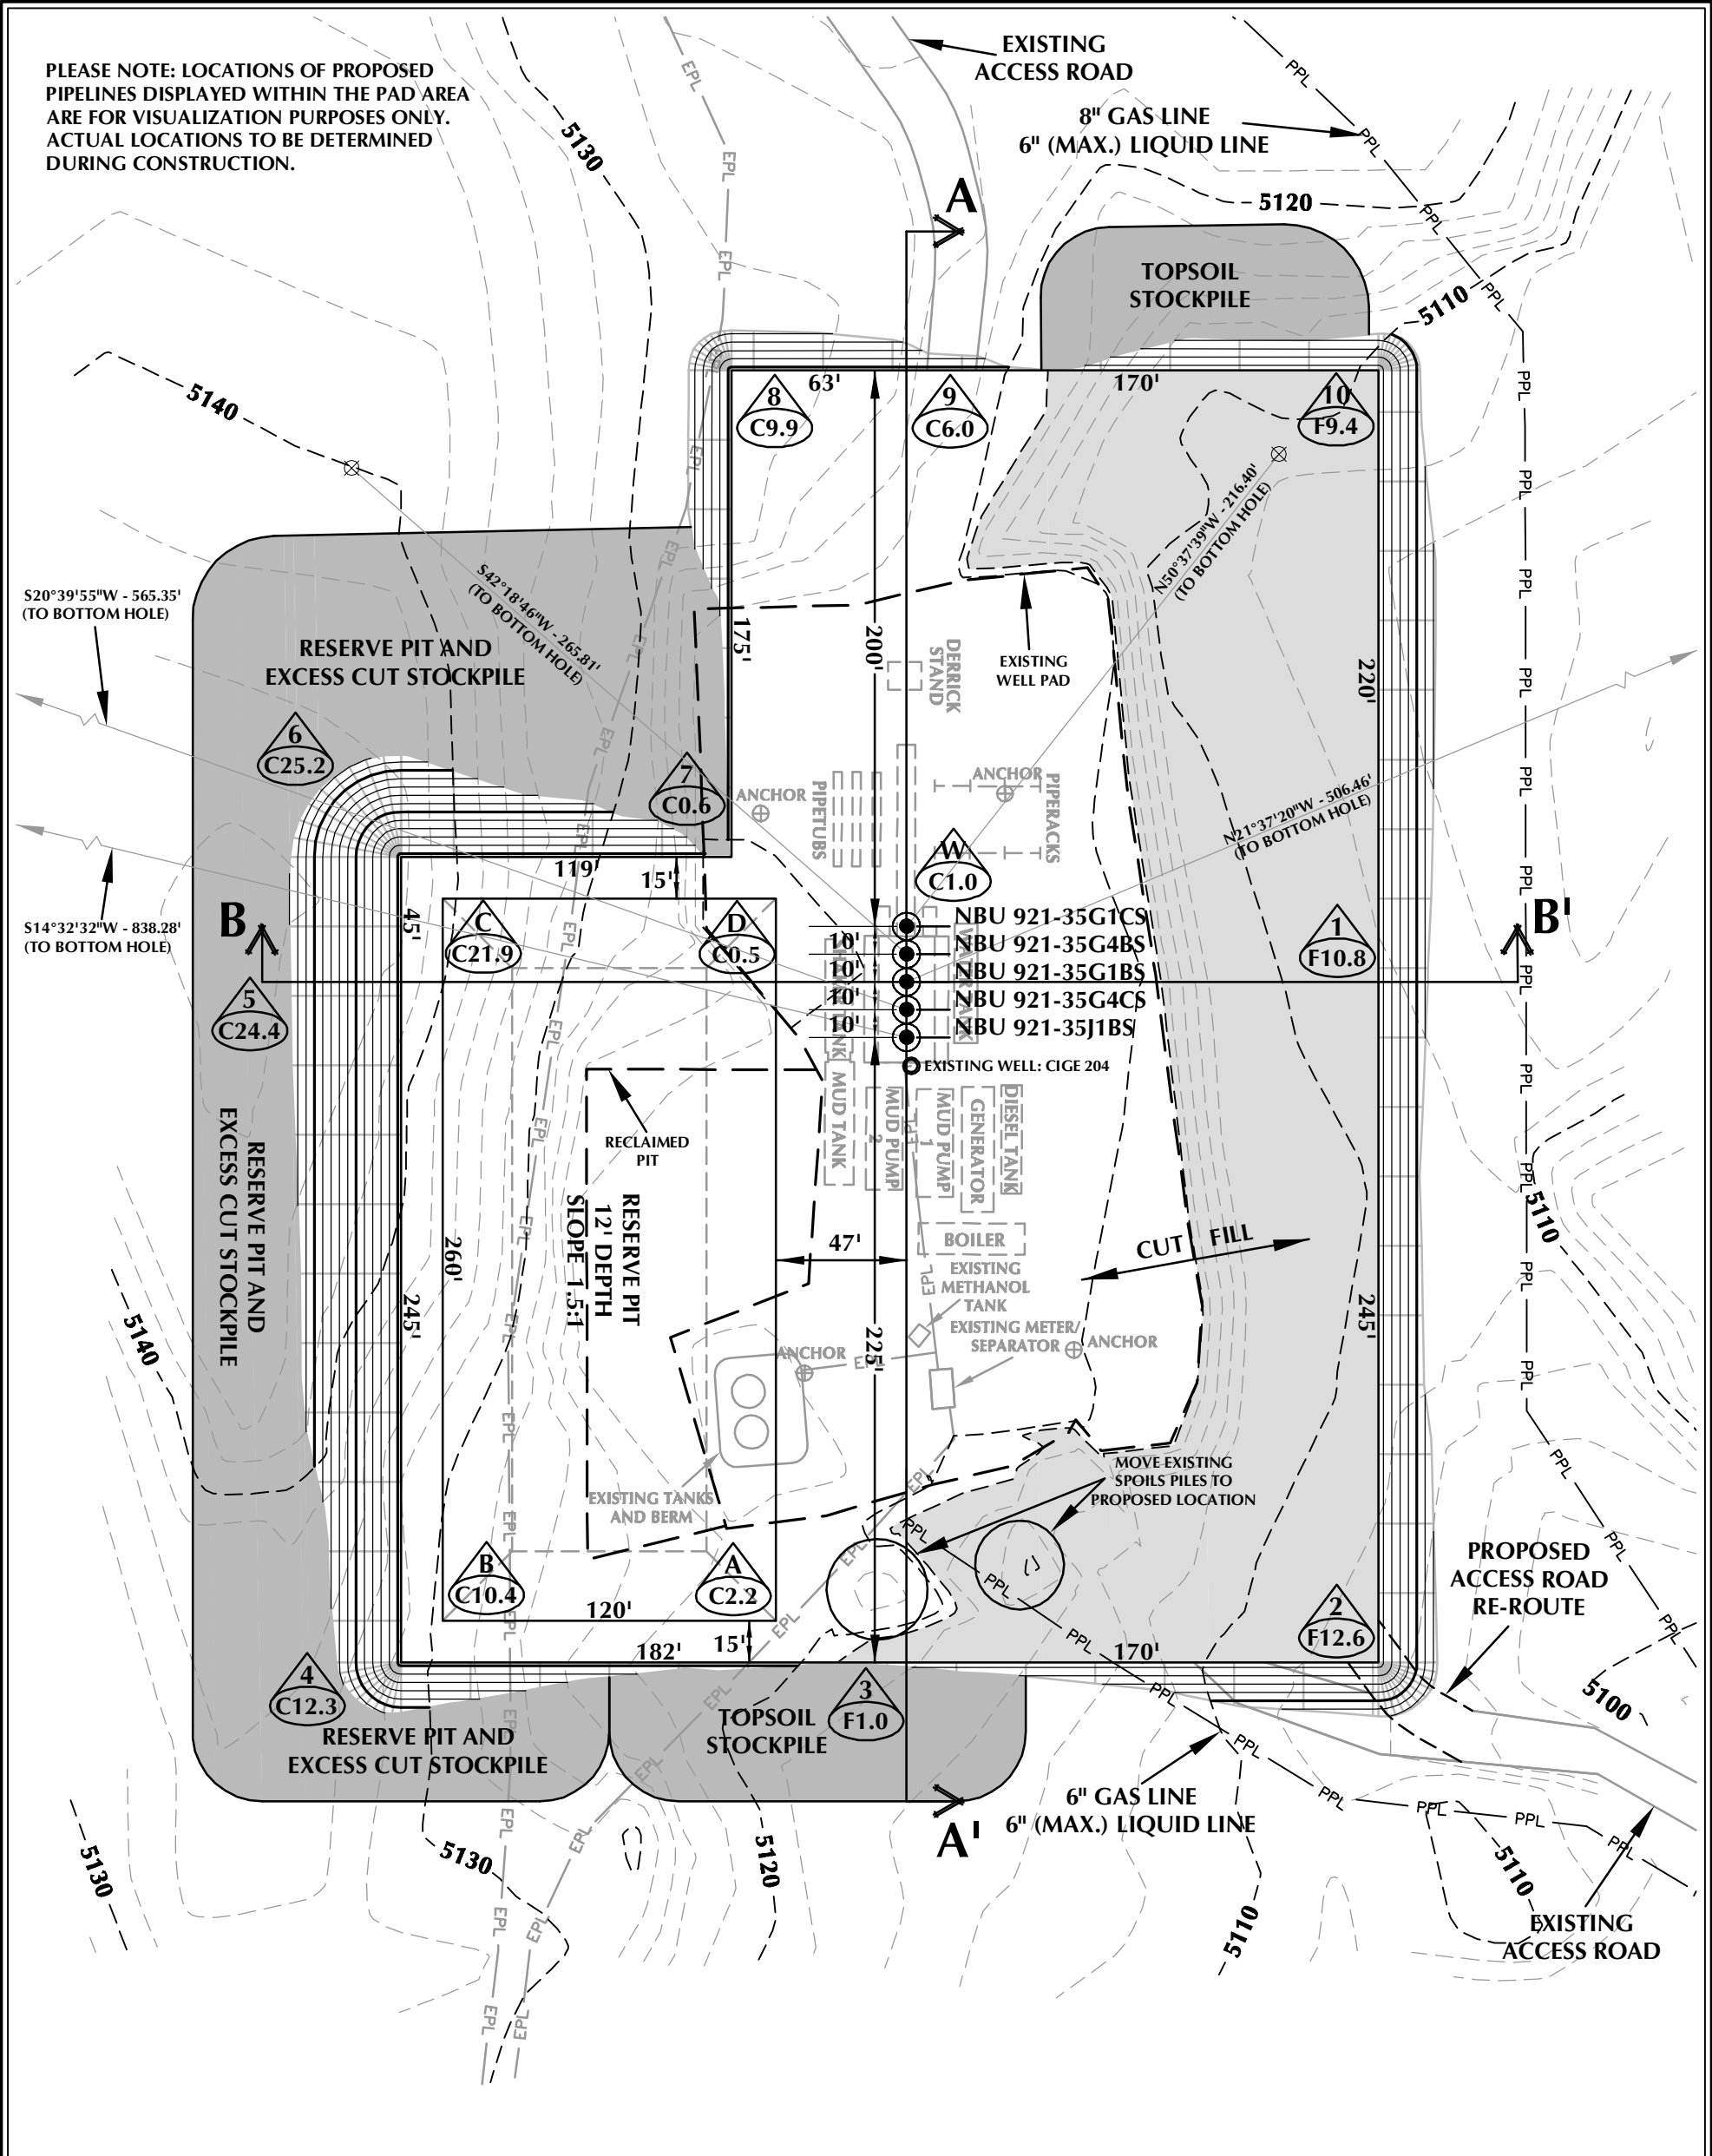 PLEASE NOTE: LOCATIONS OF PROPOSED
PIPELINES DISPLAYED WITHIN THE PAD AREA
ARE FOR VISUALIZATION PURPOSES ONLY.
ACTUAL LOCATIONS TO BE DETERMINED
DURING CONSTRUCTION.
EXISTING
ACCESS ROAD
8" GAS LINE
6" (MAX.) LIQUID LINE
EPL
PPL
5130
5120
A
TOPSOIL
STOCKPILE
5110
5140
63'
170'
8
C9.9
9
C6.0
10
F9.4
S20°39'55"W - 565.35'
(TO BOTTOM HOLE)
S42°18'46"W - 265.81'
(TO BOTTOM HOLE)
N50°37'39"W - 216.40'
(TO BOTTOM HOLE)
RESERVE PIT AND
EXCESS CUT STOCKPILE
175'
200'
220'
DERRICK
STAND
EXISTING
WELL PAD
6
C25.2
7
C0.6
ANCHOR
PIPETUBS
ANCHOR
PIPERACKS
N21°37'20"W - 506.46'
(TO BOTTOM HOLE)
W
C1.0
119'
15'
45'
S14°32'32"W - 838.28'
(TO BOTTOM HOLE)
B
B'
C
C21.9
D
C0.5
1
F10.8
5
C24.4
NBU 921-35G1CS
NBU 921-35G4BS
NBU 921-35G1BS
NBU 921-35G4CS
NBU 921-35J1BS
10'
10'
10'
10'
WATER TANK
EXISTING WELL: CIGE 204
MUD TANK
MUD PUMP
2
MUD PUMP
1
GENERATOR
DIESEL TANK
BOILER
RECLAIMED
PIT
RESERVE PIT
12' DEPTH
SLOPE 1.5:1
RESERVE PIT AND
EXCESS CUT STOCKPILE
260'
245'
47'
225'
245'
CUT
FILL
EXISTING
METHANOL
TANK
EXISTING METER/
SEPARATOR
ANCHOR
ANCHOR
5140
5110
EXISTING TANKS
AND BERM
MOVE EXISTING
SPOILS PILES TO
PROPOSED LOCATION
B
C10.4
A
C2.2
120'
182'
15'
170'
2
F12.6
PROPOSED
ACCESS ROAD
RE-ROUTE
4
C12.3
3
F1.0
RESERVE PIT AND
EXCESS CUT STOCKPILE
TOPSOIL
STOCKPILE
A'
6" GAS LINE
6" (MAX.) LIQUID LINE
5100
5130
5130
5120
5110
5110
EXISTING
ACCESS ROAD